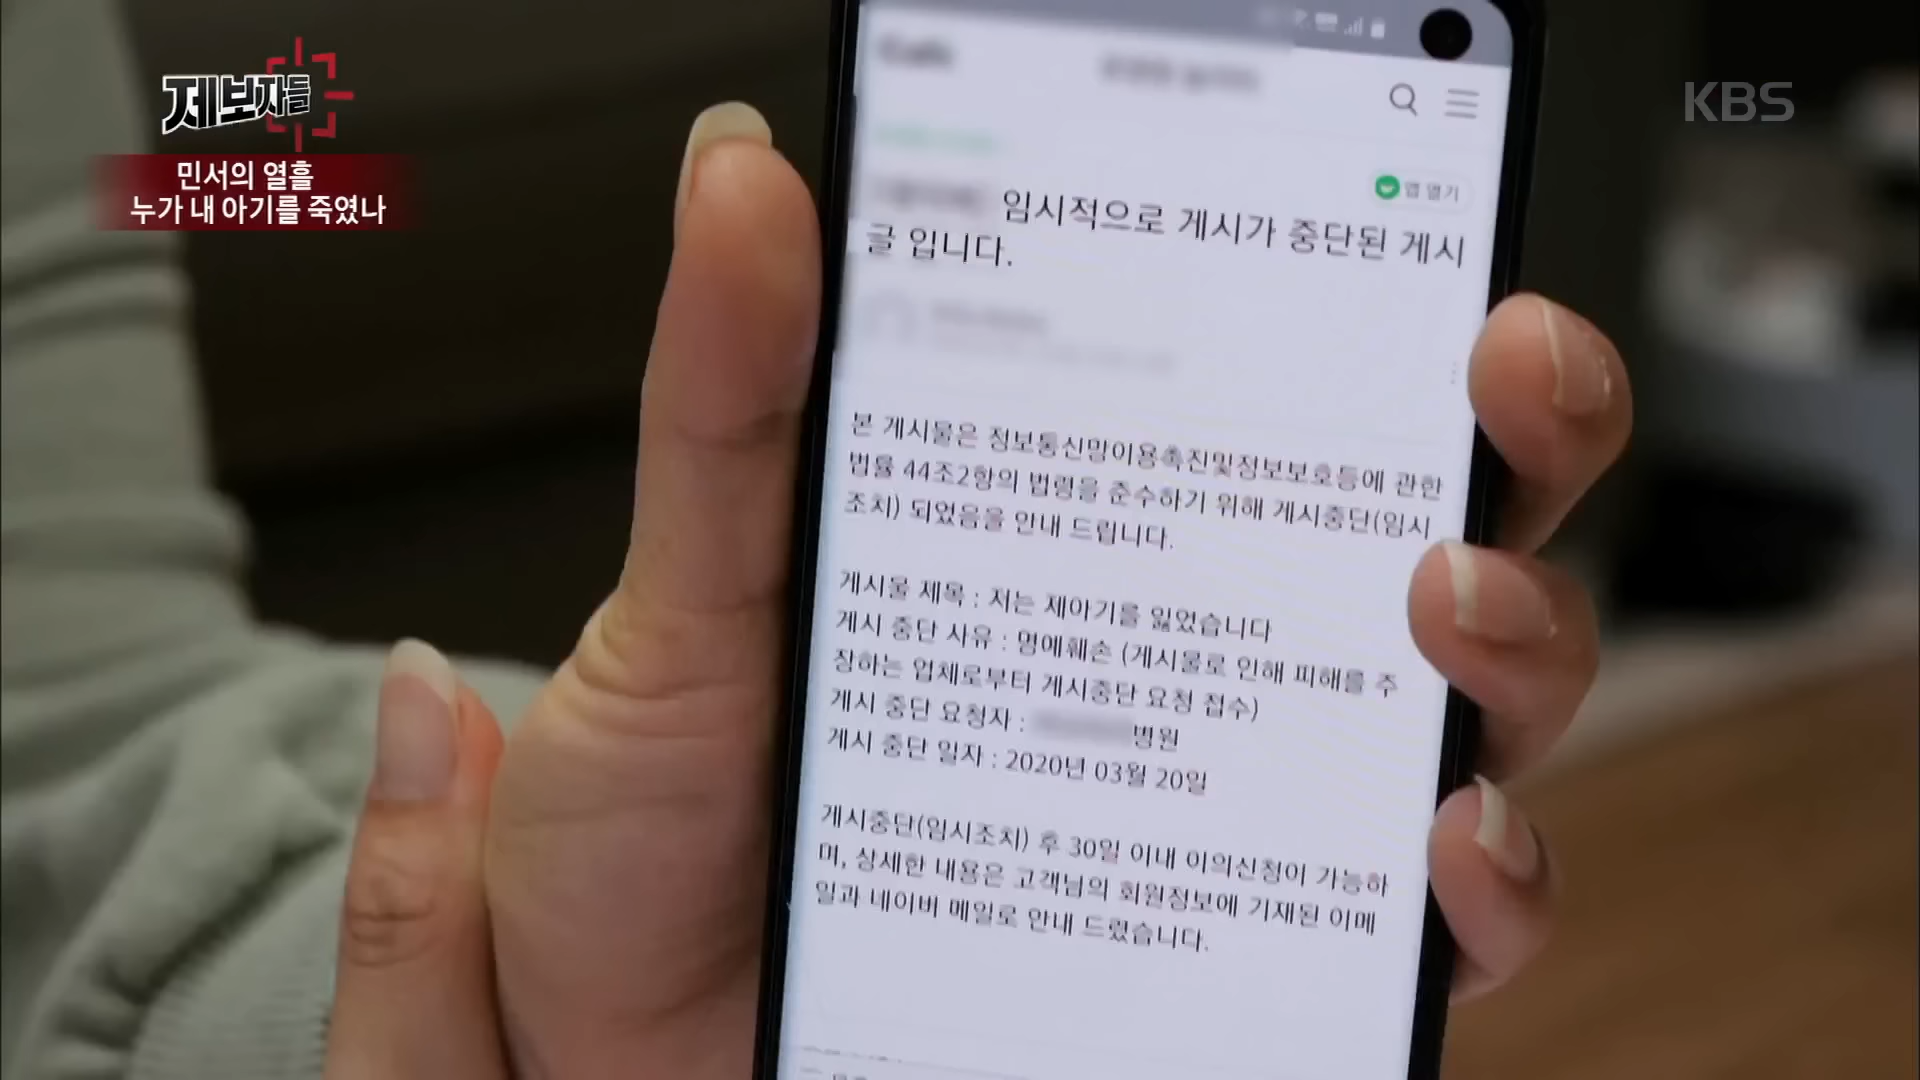 제보자들
민서의 열흘
누가 내 아기를 죽였나
KBS
앱 열기
임시적으로 게시가 중단된 게시
글 입니다.
본 게시물은 정보통신망이용촉진및정보보호등에 관한
법률 44조2항의 법령을 준수하기 위해 게시중단(임시
조치) 되었음을 안내 드립니다.
게시물 제목 : 저는 제아기를 잃었습니다
게시 중단 사유 : 명예훼손 (게시물로 인해 피해를 주
장하는 업체로부터 게시중단 요청 접수)
게시 중단 요청자 : 병원
게시 중단 일자 : 2020년 03월 20일
게시중단(임시조치) 후 30일 이내 이의신청이 가능하
며, 상세한 내용은 고객님의 회원정보에 기재된 이메
일과 네이버 메일로 안내 드렸습니다.